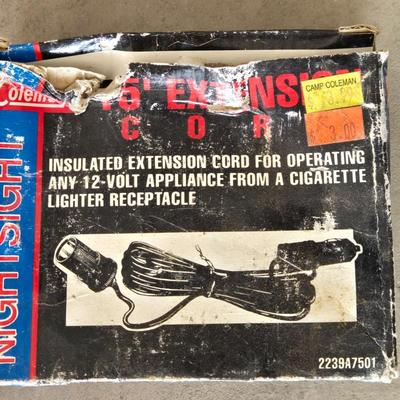 Coleman
15' EXTENSION
COR
CAMP COLEMAN
$ 3.00
INSULATED EXTENSION CORD FOR OPERATING
ANY 12-VOLT APPLIANCE FROM A CIGARETTE
LIGHTER RECEPTACLE
NIGHTSIGHT
2239A7501